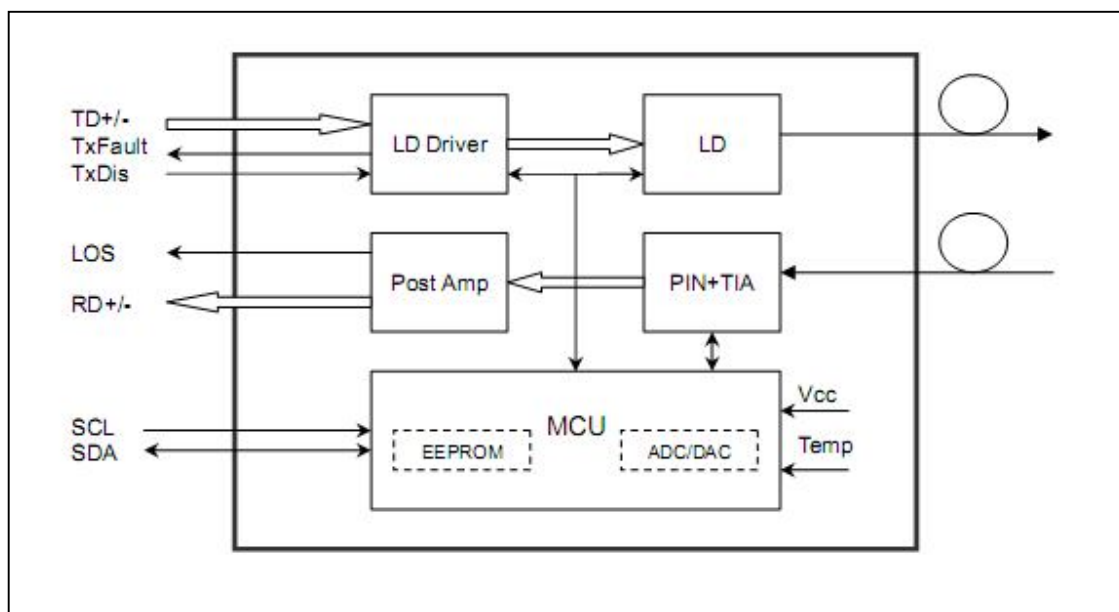 TD+/-
TxFault
TxDis
LD Driver
LD
LOS
RD+/-
Post Amp
PIN+TIA
SCL
SDA
MCU
EEPROM
ADC/DAC
Vcc
Temp